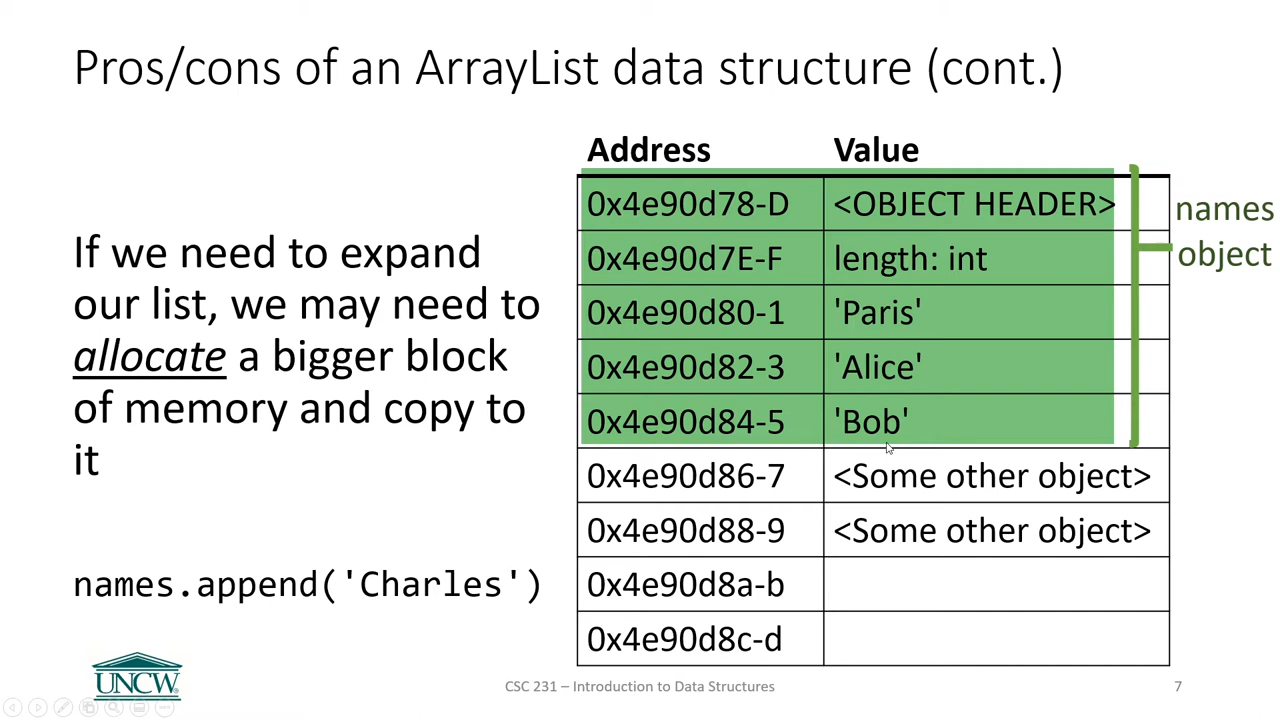 Pros/cons of an ArrayList data structure (cont.)
If we need to expand
our list, we may need to
allocate a bigger block
of memory and copy to
it
names.append('Charles')
Address Value
0x4e90d78-D <OBJECT HEADER>
0x4e90d7E-F length: int
0x4e90d80-1 'Paris'
0x4e90d82-3 'Alice'
0x4e90d84-5 'Bob'
0x4e90d86-7 <Some other object>
0x4e90d88-9 <Some other object>
0x4e90d8a-b
0x4e90d8c-d
names
object
UNCW
CSC 231 – Introduction to Data Structures
7